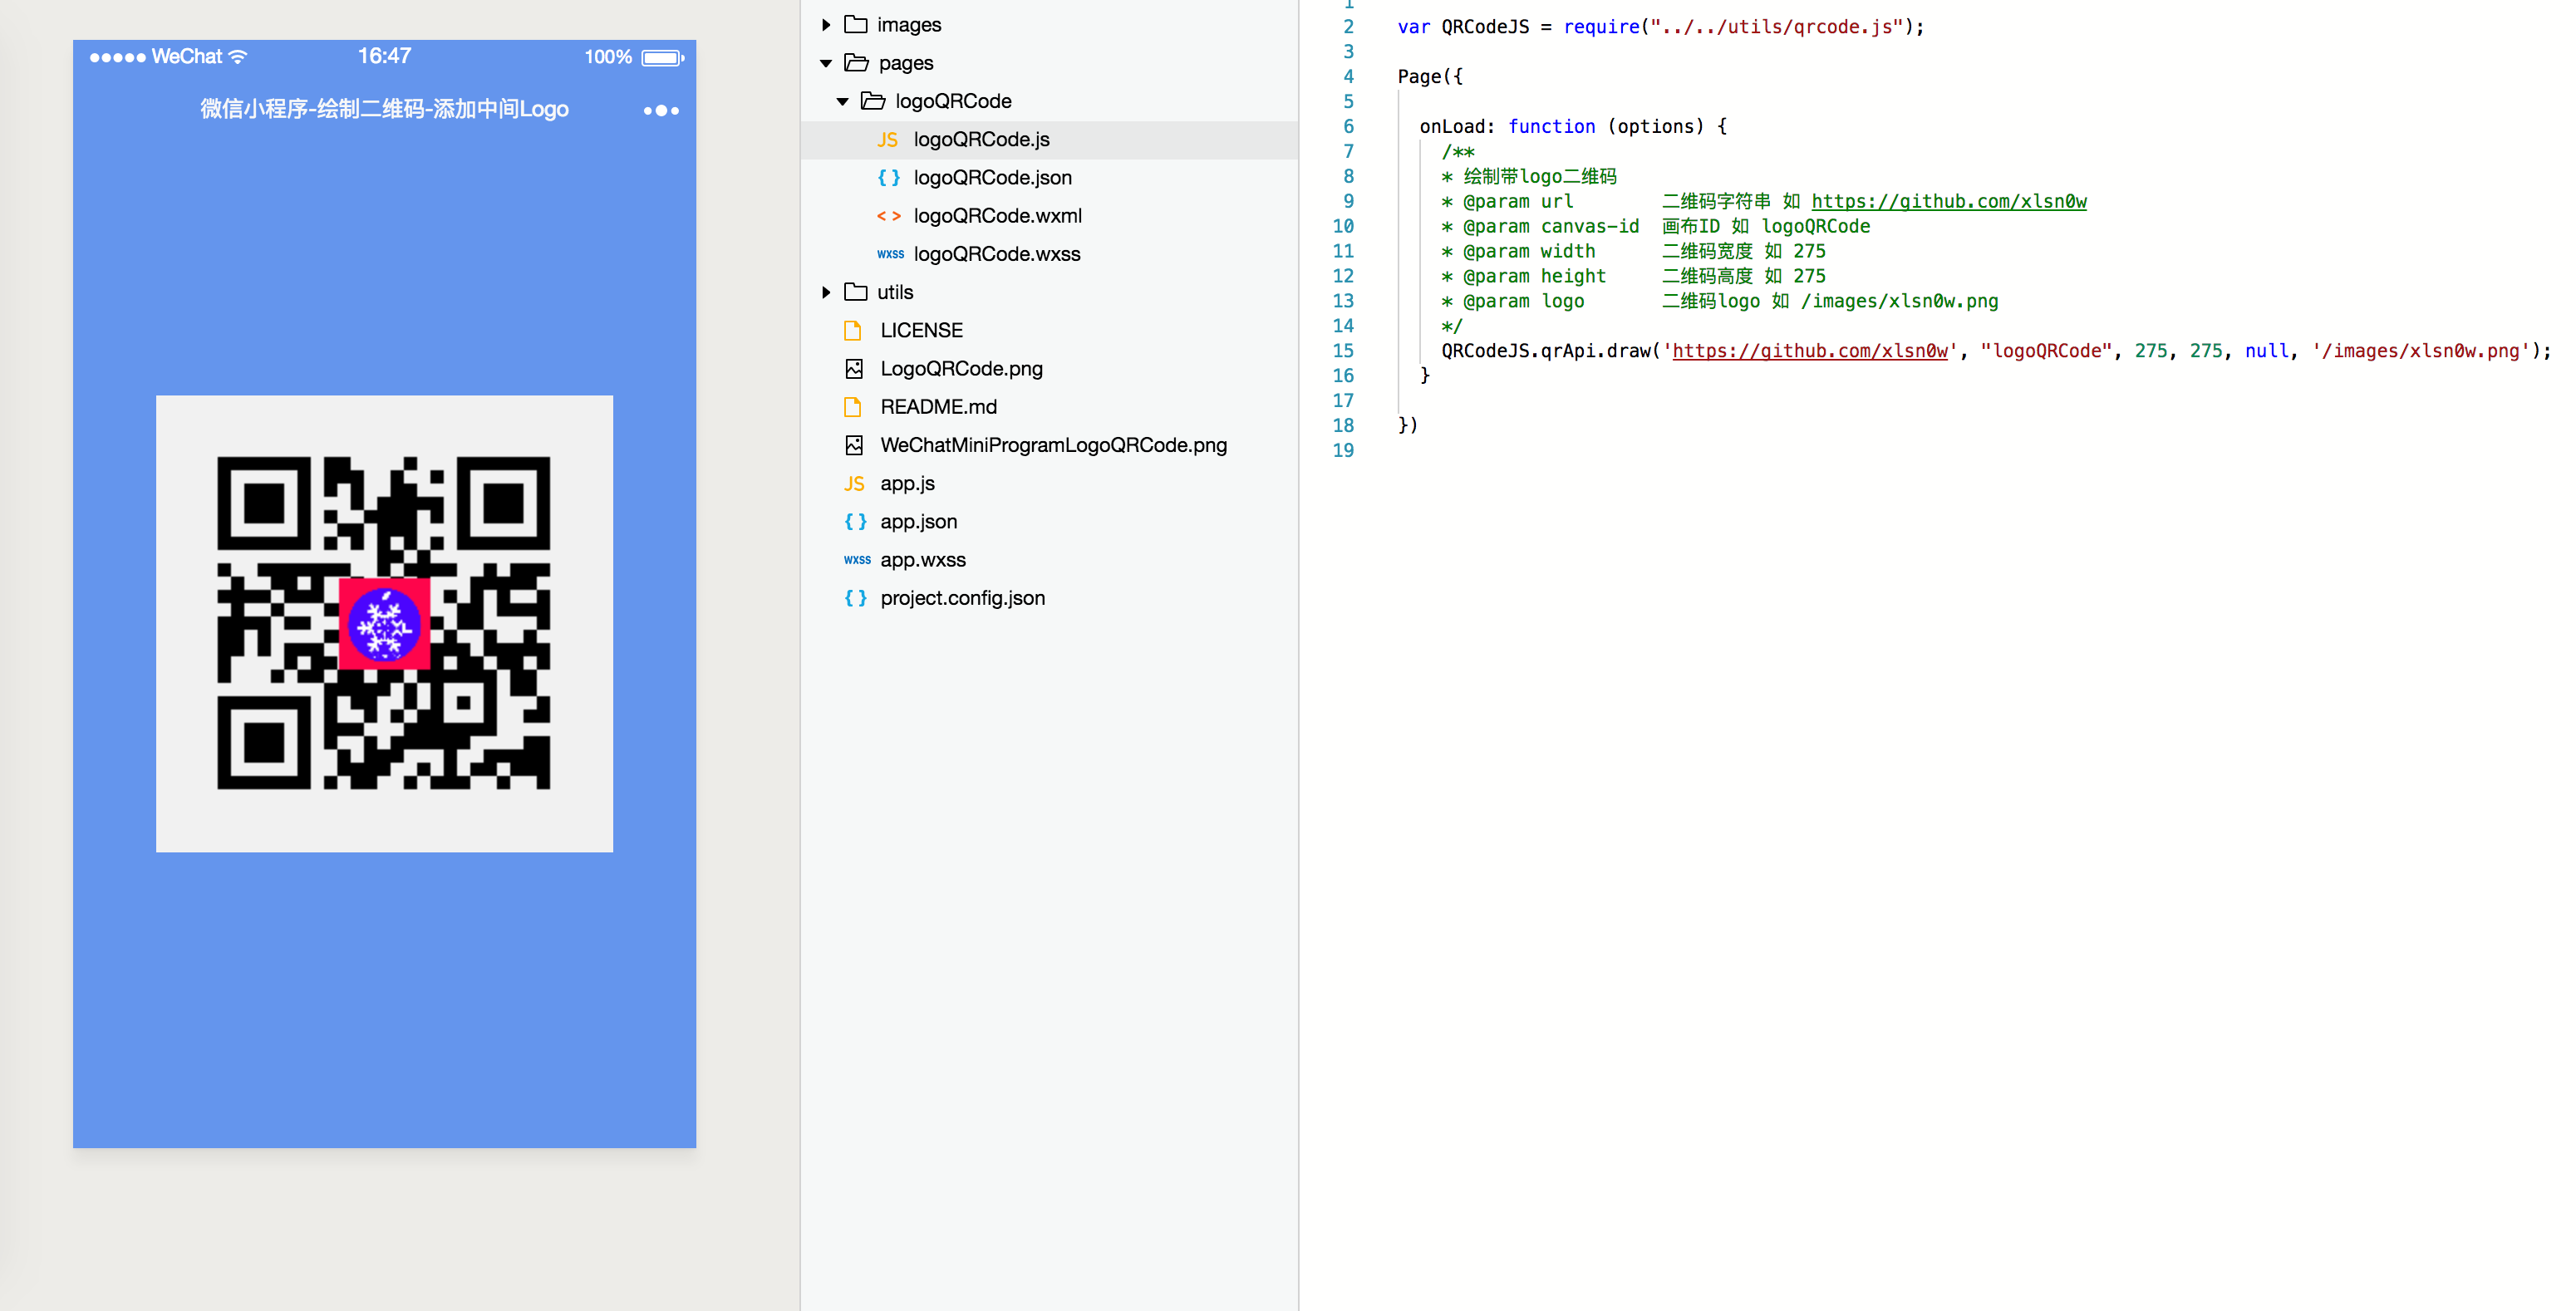 WeChat 16:47 100%
微信小程序-绘制二维码-添加中间Logo
images
pages
logoQRCode
JS logoQRCode.js
{ } logoQRCode.json
< > logoQRCode.wxml
wxss logoQRCode.wxss
utils
LICENSE
LogoQRCode.png
README.md
WeChatMiniProgramLogoQRCode.png
JS app.js
{ } app.json
wxss app.wxss
{ } project.config.json
1
2 var QRCodeJS = require("../../utils/qrcode.js");
3
4 Page({
5
6 onLoad: function (options) {
7 /**
8 * 绘制带logo二维码
9 * @param url 二维码字符串 如 https://github.com/xlsn0w
10 * @param canvas-id 画布ID 如 logoQRCode
11 * @param width 二维码宽度 如 275
12 * @param height 二维码高度 如 275
13 * @param logo 二维码logo 如 /images/xlsn0w.png
14 */
15 QRCodeJS.qrApi.draw('https://github.com/xlsn0w', "logoQRCode", 275, 275, null, '/images/xlsn0w.png');
16 }
17
18 })
19